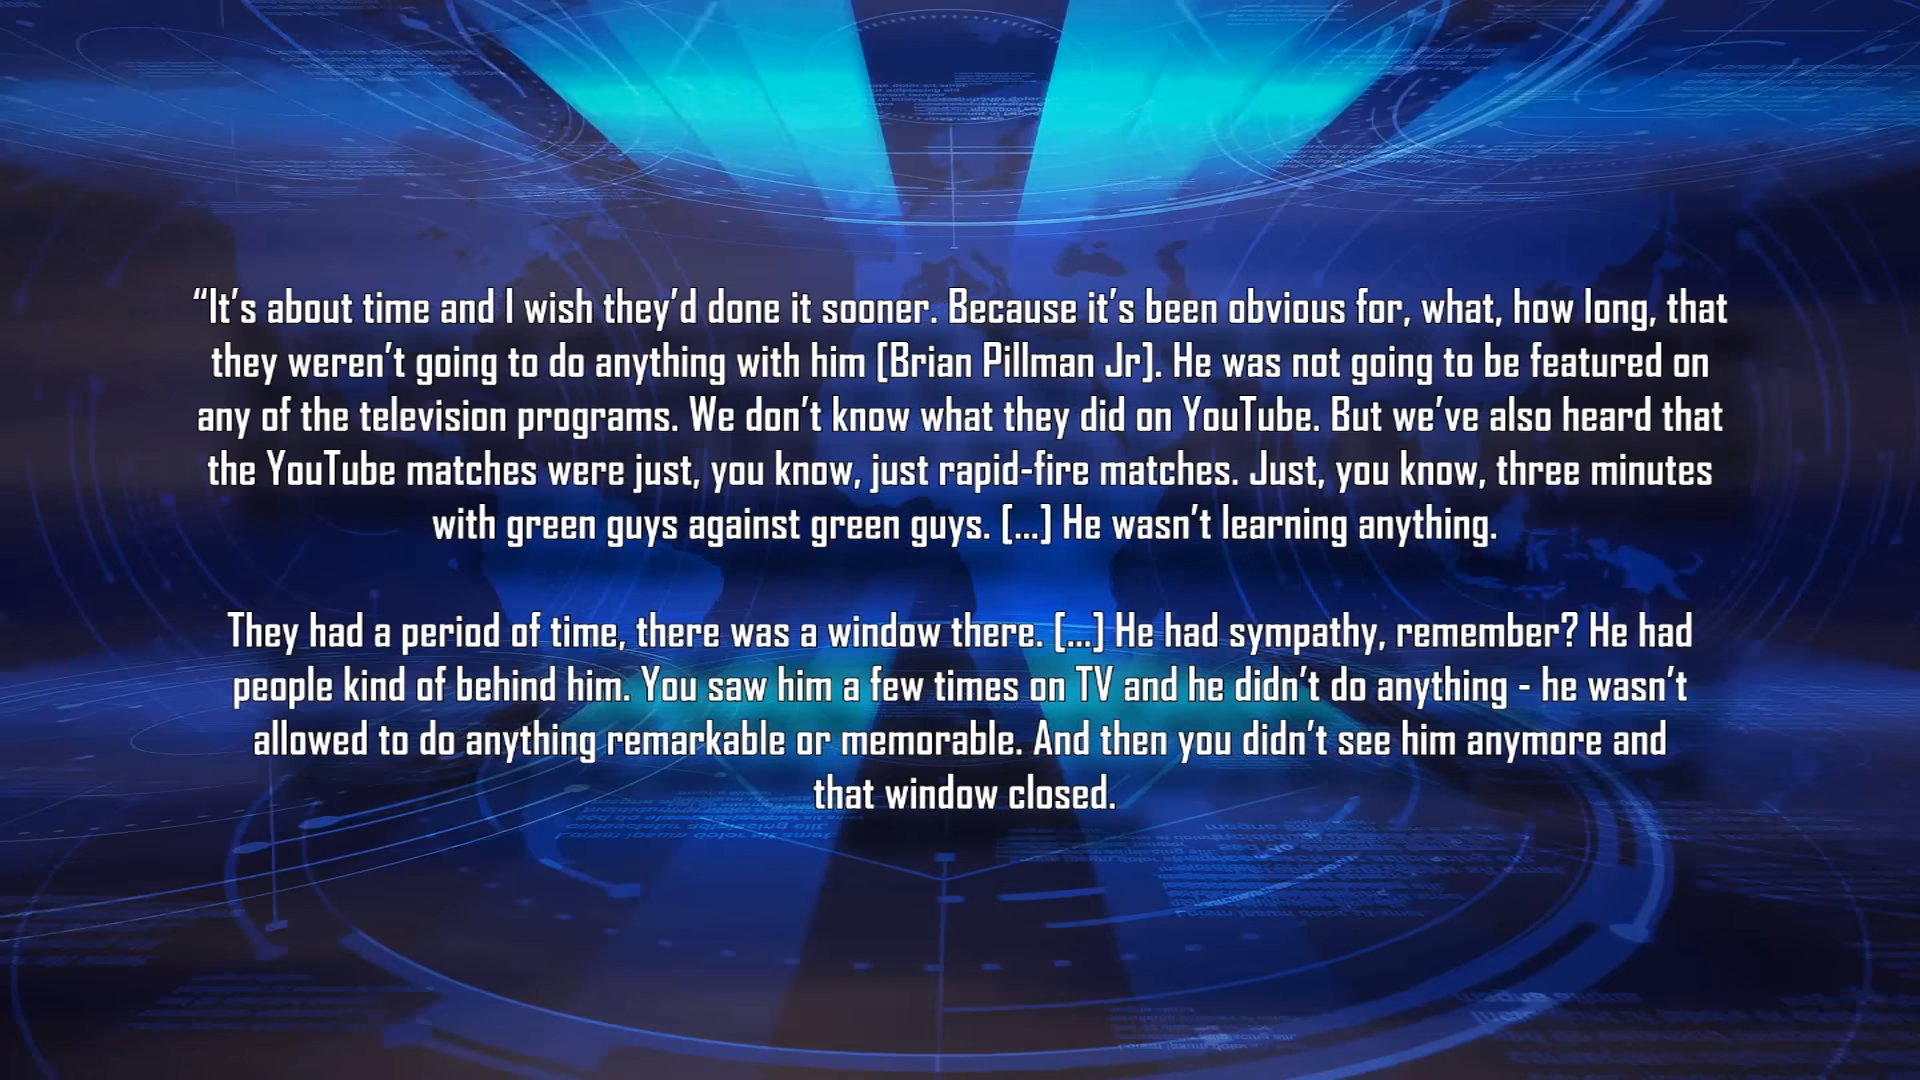 “It’s about time and I wish they’d done it sooner. Because it’s been obvious for, what, how long, that
they weren’t going to do anything with him [Brian Pillman Jr]. He was not going to be featured on
any of the television programs. We don’t know what they did on YouTube. But we’ve also heard that
the YouTube matches were just, you know, just rapid-fire matches. Just, you know, three minutes
with green guys against green guys. [...] He wasn’t learning anything.
They had a period of time, there was a window there. [...] He had sympathy, remember? He had
people kind of behind him. You saw him a few times on TV and he didn’t do anything - he wasn’t
allowed to do anything remarkable or memorable. And then you didn’t see him anymore and
that window closed.